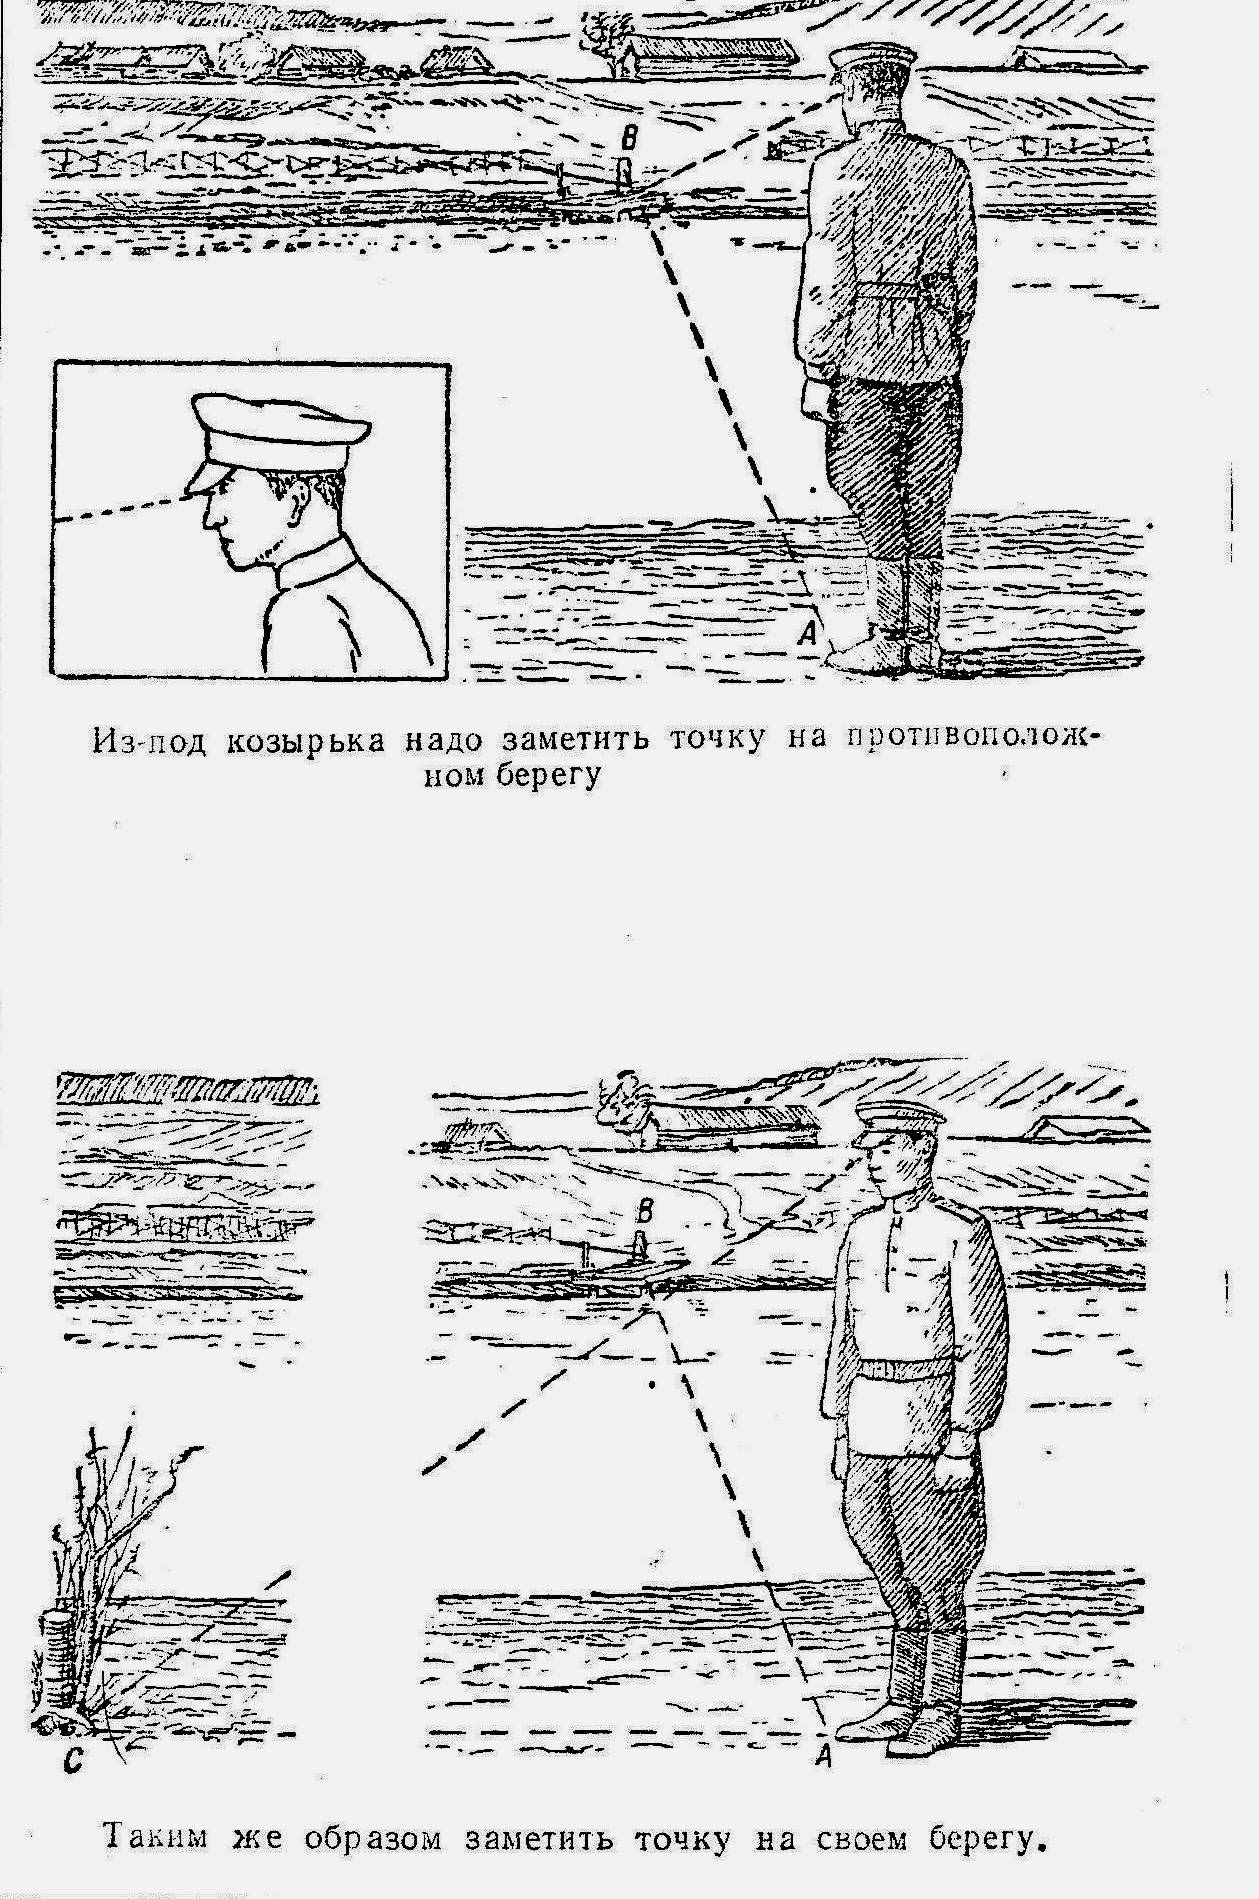 В
А
Из-под козырька надо заметить точку на противополож-
ном берегу
В
С
А
Таким же образом заметить точку на своем берегу.